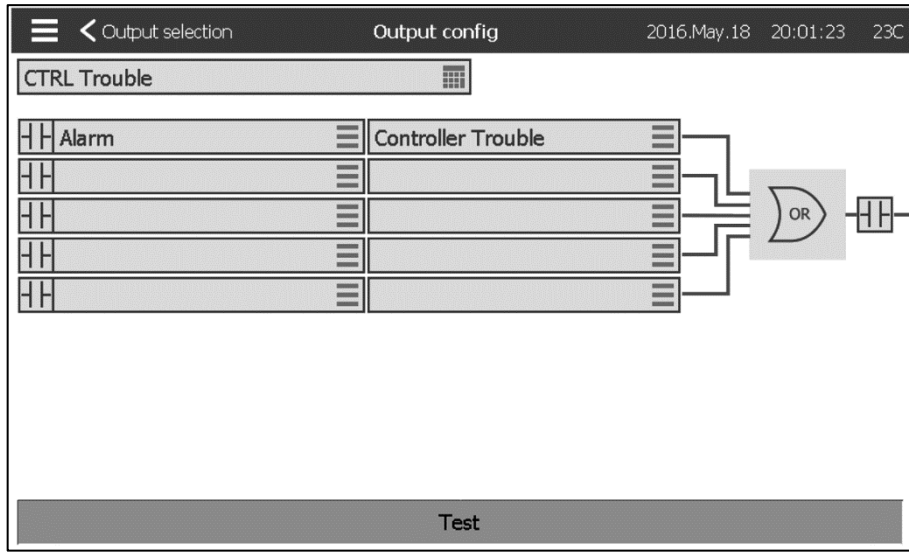 Output selection Output config 2016.May.18 20:01:23 23C
CTRL Trouble
Alarm Controller Trouble
OR
Test